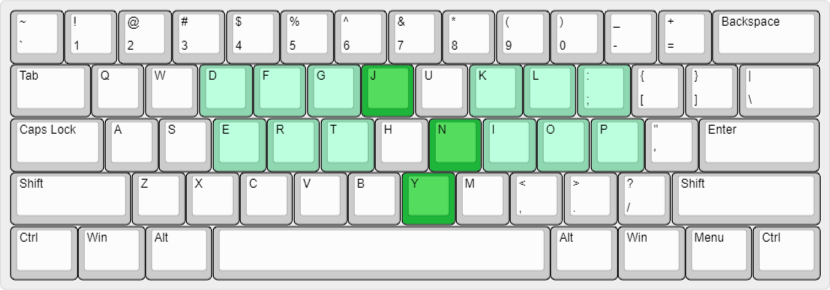 ~ ! @ # $ % ^ & * ( ) _ + Backspace
` 1 2 3 4 5 6 7 8 9 0 - =
Tab Q W D F G J U K L : { } |
; [ ] \
Caps Lock A S E R T H N I O P " Enter
'
Shift Z X C V B Y M < > ? Shift
, . /
Ctrl Win Alt Alt Win Menu Ctrl